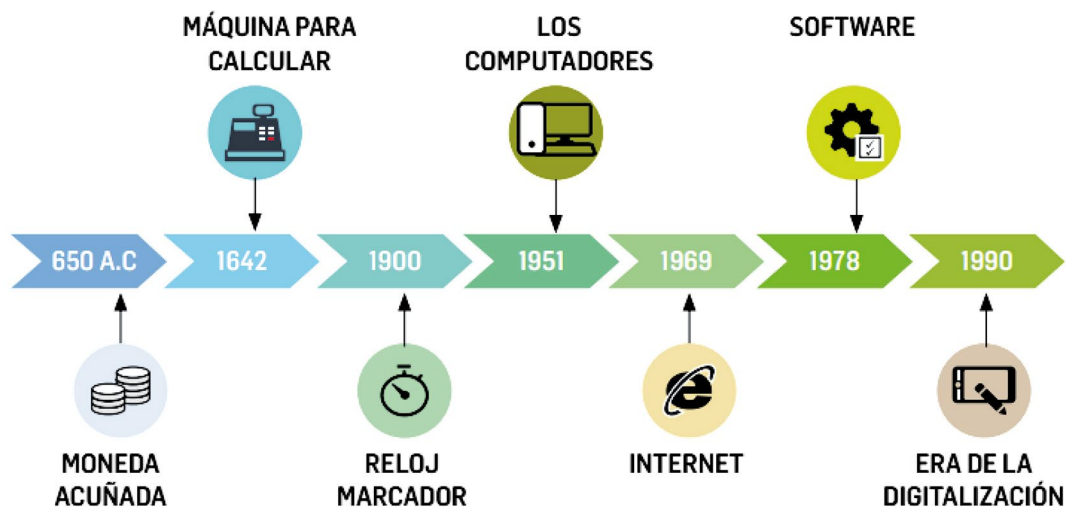 MÁQUINA PARA
CALCULAR
LOS
COMPUTADORES
SOFTWARE
650 A.C
1642
1900
1951
1969
1978
1990
MONEDA
ACUÑADA
RELOJ
MARCADOR
INTERNET
ERA DE LA
DIGITALIZACIÓN